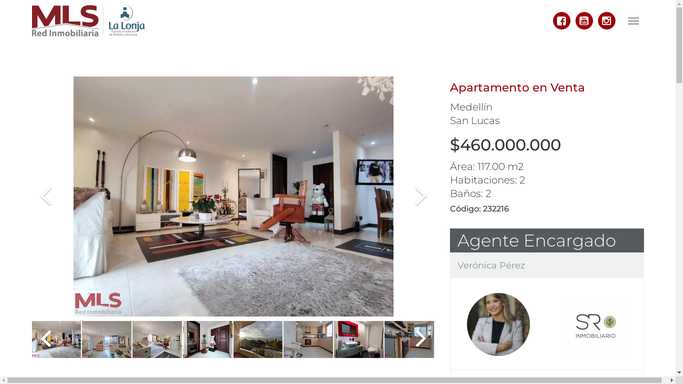 MLS
Red Inmobiliaria
La Lonja
Apartamento en Venta
Medellín
San Lucas
$460.000.000
Área: 117.00 m2
Habitaciones: 2
Baños: 2
Código: 232216
Agente Encargado
Verónica Pérez
MLS
Red Inmobiliaria
SR
INMOBILIARIO
MLS